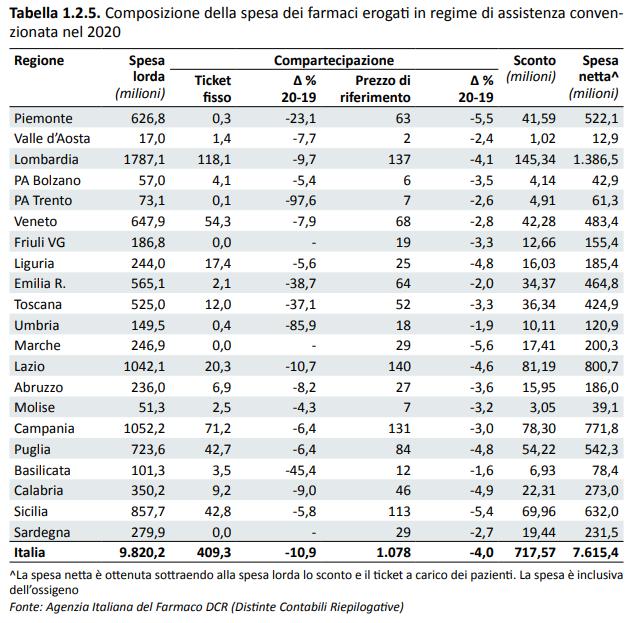 Tabella 1.2.5. Composizione della spesa dei farmaci erogati in regime di assistenza conven-
zionata nel 2020
Regione Spesa lorda (milioni) Compartecipazione Sconto (milioni) Spesa netta^ (milioni)
Ticket fisso Δ % 20-19 Prezzo di riferimento Δ % 20-19
Piemonte 626,8 0,3 -23,1 63 -5,5 41,59 522,1
Valle d’Aosta 17,0 1,4 -7,7 2 -2,4 1,02 12,9
Lombardia 1787,1 118,1 -9,7 137 -4,1 145,34 1.386,5
PA Bolzano 57,0 4,1 -5,4 6 -3,5 4,14 42,9
PA Trento 73,1 0,1 -97,6 7 -2,6 4,91 61,3
Veneto 647,9 54,3 -7,9 68 -2,8 42,28 483,4
Friuli VG 186,8 0,0 - 19 -3,3 12,66 155,4
Liguria 244,0 17,4 -5,6 25 -4,8 16,03 185,4
Emilia R. 565,1 2,1 -38,7 64 -2,0 34,37 464,8
Toscana 525,0 12,0 -37,1 52 -3,3 36,34 424,9
Umbria 149,5 0,4 -85,9 18 -1,9 10,11 120,9
Marche 246,9 0,0 - 29 -5,6 17,41 200,3
Lazio 1042,1 20,3 -10,7 140 -4,6 81,19 800,7
Abruzzo 236,0 6,9 -8,2 27 -3,6 15,95 186,0
Molise 51,3 2,5 -4,3 7 -3,2 3,05 39,1
Campania 1052,2 71,2 -6,4 131 -3,0 78,30 771,8
Puglia 723,6 42,7 -6,4 84 -4,8 54,22 542,3
Basilicata 101,3 3,5 -45,4 12 -1,6 6,93 78,4
Calabria 350,2 9,2 -9,0 46 -4,9 22,31 273,0
Sicilia 857,7 42,8 -5,8 113 -5,4 69,96 632,0
Sardegna 279,9 0,0 - 29 -2,7 19,44 231,5
Italia 9.820,2 409,3 -10,9 1.078 -4,0 717,57 7.615,4
^La spesa netta è ottenuta sottraendo alla spesa lorda lo sconto e il ticket a carico dei pazienti. La spesa è inclusiva
dell’ossigeno
Fonte: Agenzia Italiana del Farmaco DCR (Distinte Contabili Riepilogative)